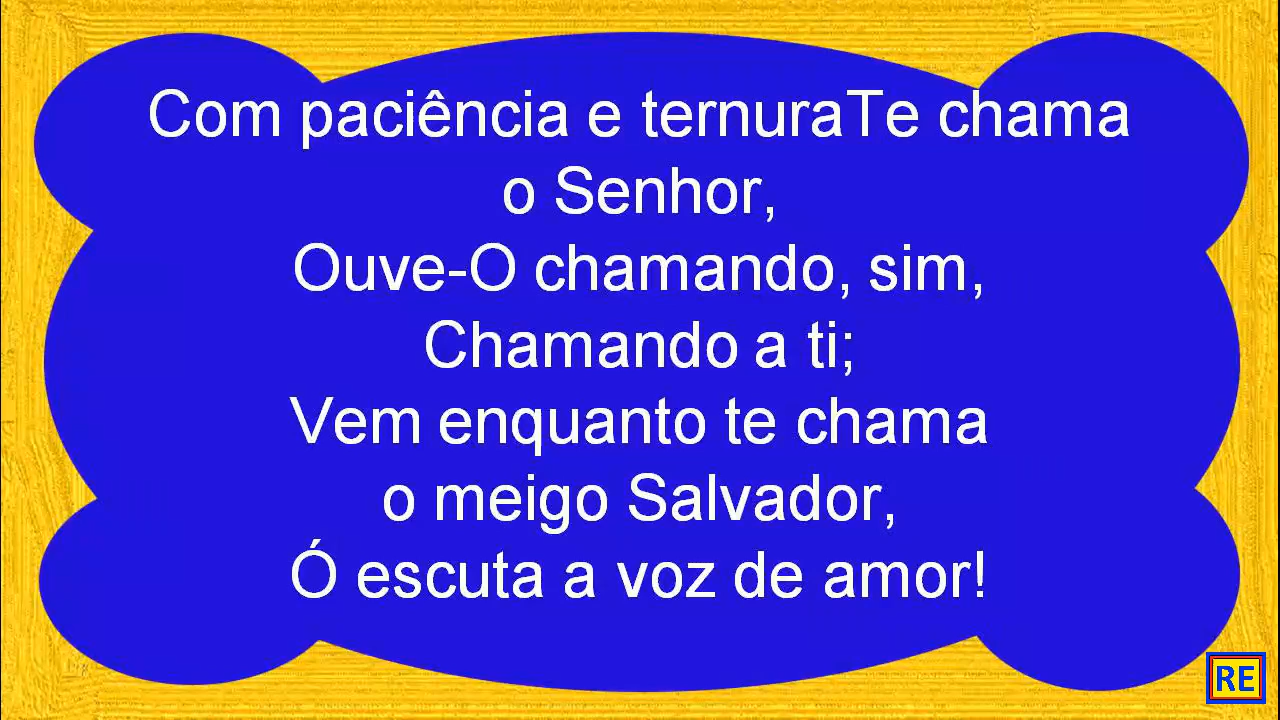 Com paciência e ternuraTe chama
o Senhor,
Ouve-O chamando, sim,
Chamando a ti;
Vem enquanto te chama
o meigo Salvador,
Ó escuta a voz de amor!
RE